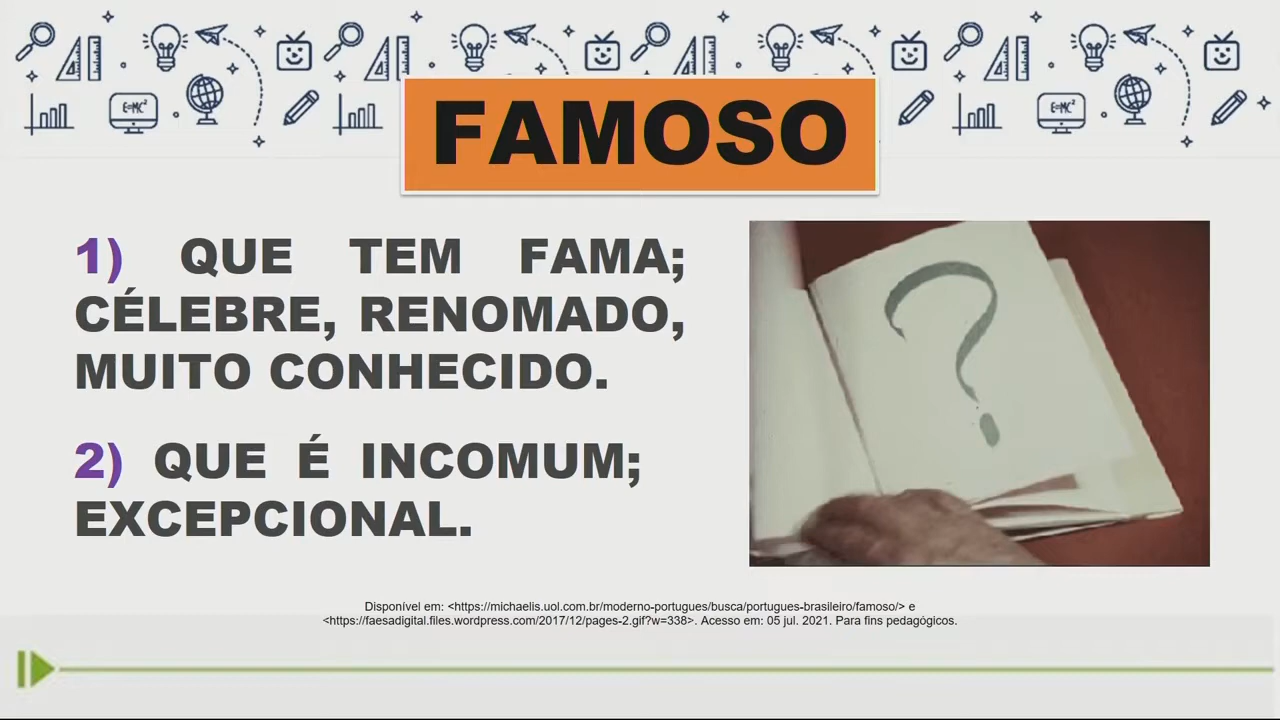 E=MC²
E=MC²
FAMOSO
1) QUE TEM FAMA;
CÉLEBRE, RENOMADO,
MUITO CONHECIDO.
2) QUE É INCOMUM;
EXCEPCIONAL.
?
Disponível em: <https://michaelis.uol.com.br/moderno-portugues/busca/portugues-brasileiro/famoso/> e
<https://faesadigital.files.wordpress.com/2017/12/pages-2.gif?w=338>. Acesso em: 05 jul. 2021. Para fins pedagógicos.